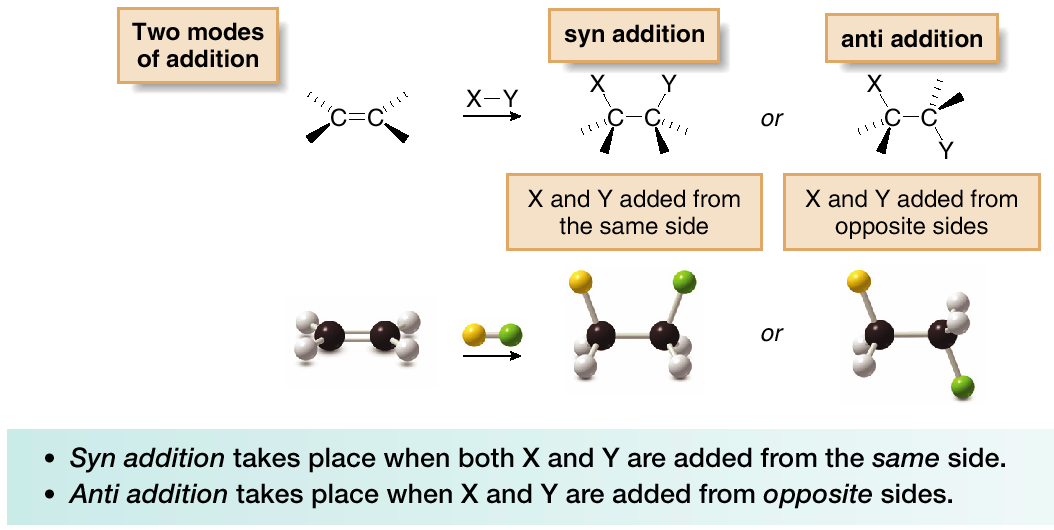 Two modes
of addition
syn addition
anti addition
X Y X
C=C X–Y C–C or C–C
Y
X and Y added from
the same side
X and Y added from
opposite sides
or
• Syn addition takes place when both X and Y are added from the same side.
• Anti addition takes place when X and Y are added from opposite sides.